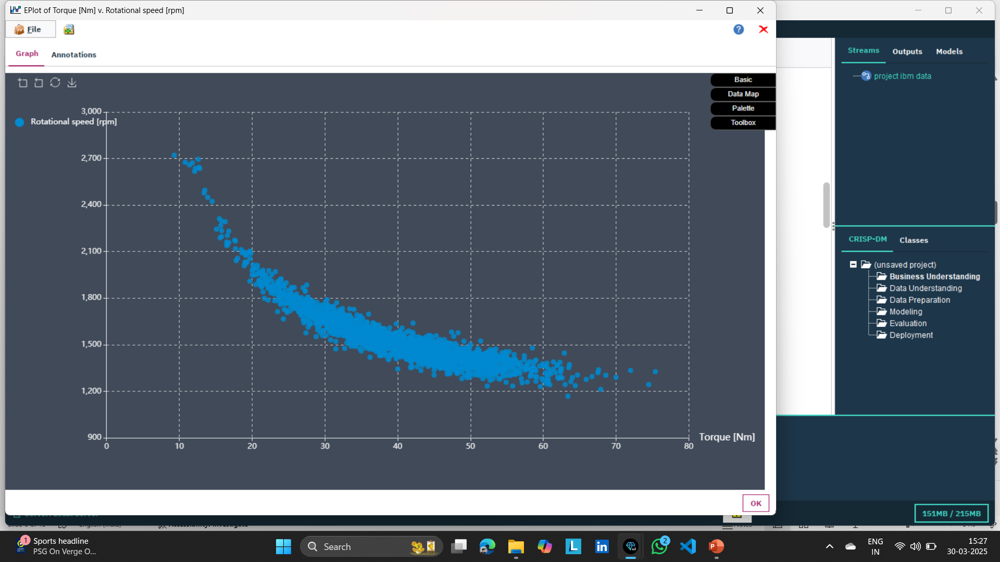 EPlot of Torque [Nm] v. Rotational speed [rpm]
File
Graph
Annotations
Basic
Data Map
Palette
Toolbox
Rotational speed [rpm]
3,000
2,700
2,400
2,100
1,800
1,500
1,200
900
0
10
20
30
40
50
60
70
80
Torque [Nm]
OK
Streams
Outputs
Models
project ibm data
CRISP-DM
Classes
(unsaved project)
Business Understanding
Data Understanding
Data Preparation
Modeling
Evaluation
Deployment
151MB / 215MB
1
Sports headline
PSG On Verge O...
Search
2
ENG
IN
15:27
30-03-2025